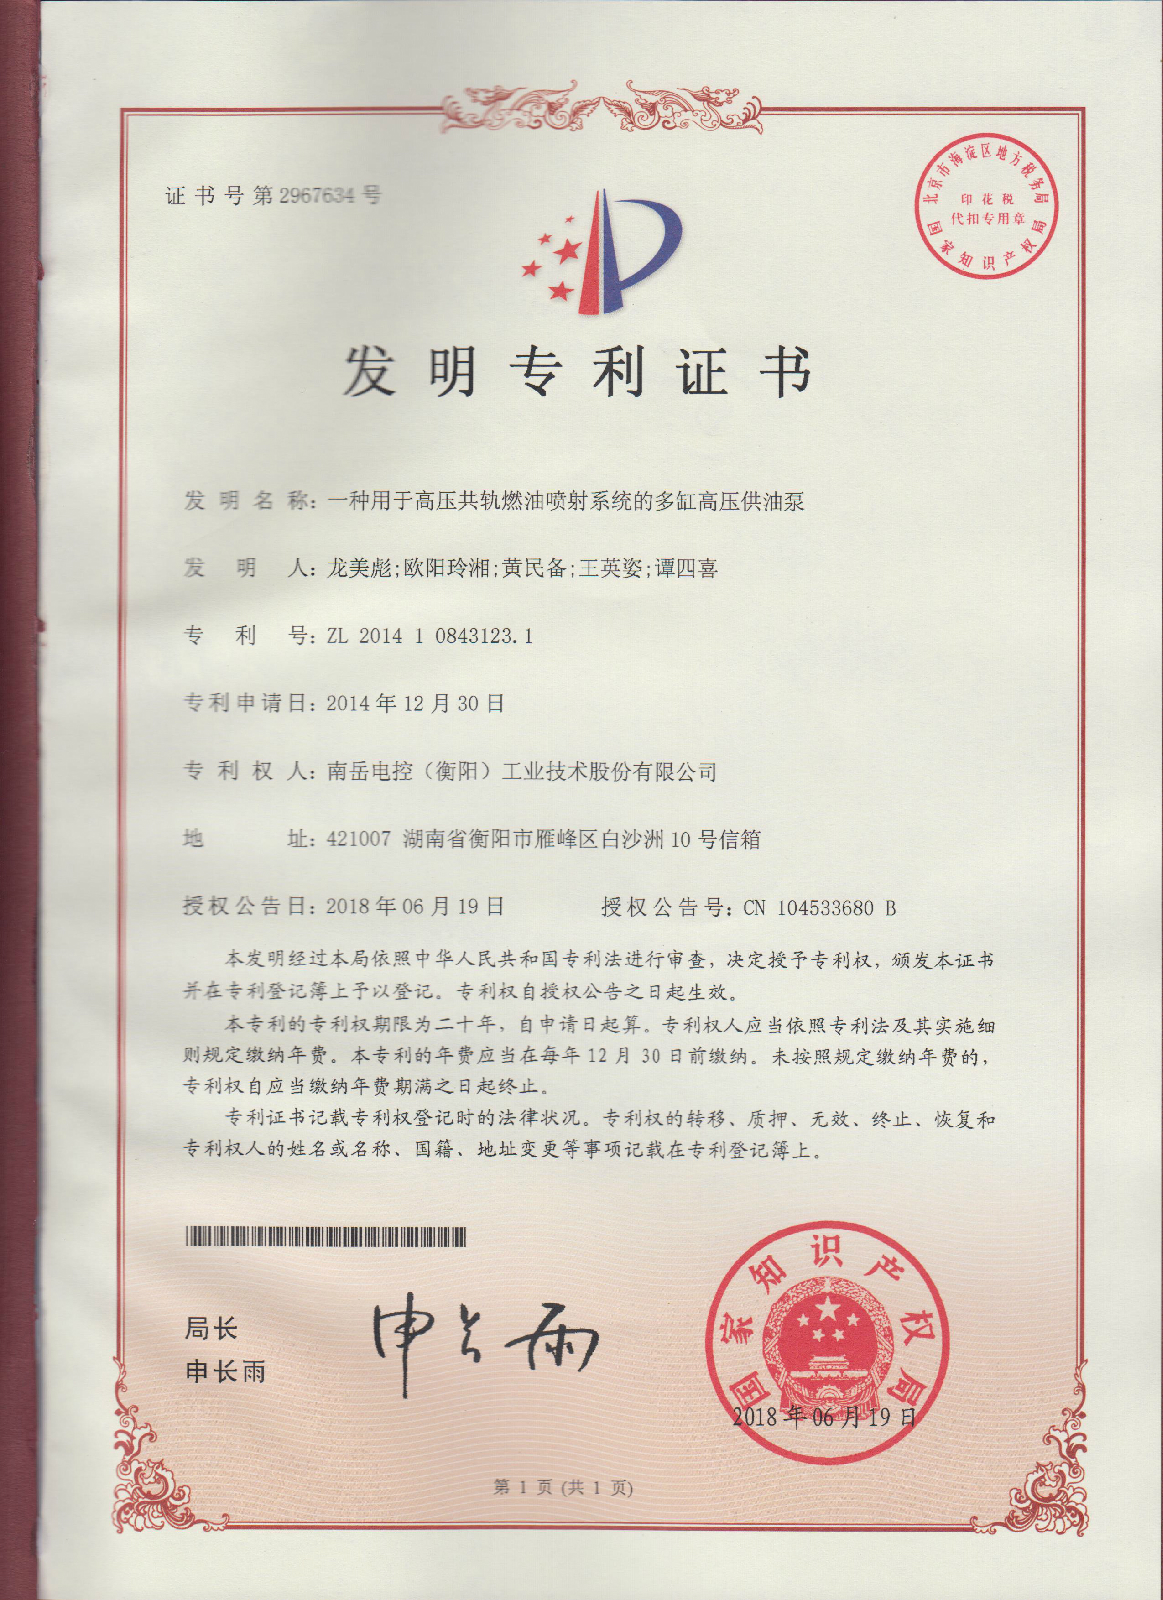 证书号第2967634号
北京市海淀区地方税务局
印花税
代扣专用章
国家知识产权局
发明专利证书
发明名称：一种用于高压共轨燃油喷射系统的多缸高压供油泵
发明人：龙美彪;欧阳玲湘;黄民备;王英姿;谭四喜
专利号：ZL 2014 1 0843123.1
专利申请日：2014年12月30日
专利权人：南岳电控（衡阳）工业技术股份有限公司
地址：421007 湖南省衡阳市雁峰区白沙洲10号信箱
授权公告日：2018年06月19日 授权公告号：CN 104533680 B
本发明经过本局依照中华人民共和国专利法进行审查，决定授予专利权，颁发本证书
并在专利登记簿上予以登记。专利权自授权公告之日起生效。
本专利的专利权期限为二十年，自申请日起算。专利权人应当依照专利法及其实施细
则规定缴纳年费。本专利的年费应当在每年12月30日前缴纳。未按照规定缴纳年费的，
专利权自应当缴纳年费期满之日起终止。
专利证书记载专利权登记时的法律状况。专利权的转移、质押、无效、终止、恢复和
专利权人的姓名或名称、国籍、地址变更等事项记载在专利登记簿上。
局长
申长雨
申长雨
国家知识产权局
2018年06月19日
第 1 页 (共 1 页)